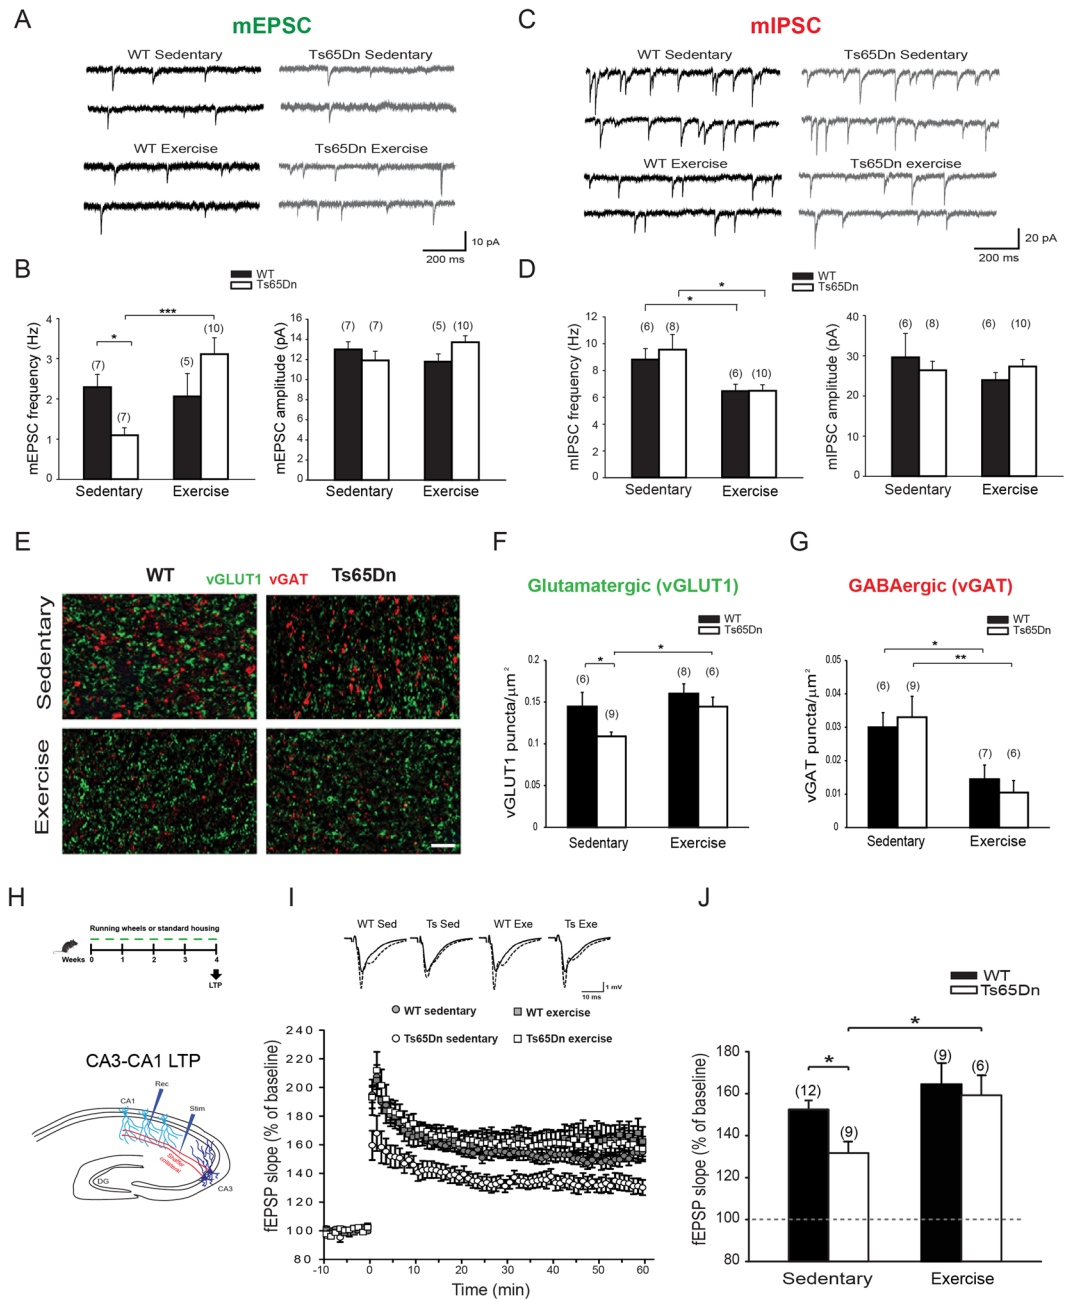 A
mEPSC
WT Sedentary
Ts65Dn Sedentary
WT Exercise
Ts65Dn Exercise
10 pA
200 ms
C
mIPSC
WT Sedentary
Ts65Dn Sedentary
WT Exercise
Ts65Dn exercise
20 pA
200 ms
B
WT
Ts65Dn
mEPSC frequency (Hz)
4
3
2
1
0
(7)
*
(7)
***
(5)
(10)
Sedentary
Exercise
mEPSC amplitude (pA)
16
14
12
10
8
6
4
2
0
(7)
(7)
(5)
(10)
Sedentary
Exercise
D
WT
Ts65Dn
mIPSC frequency (Hz)
12
10
8
6
4
2
0
*
*
(6)
(8)
(6)
(10)
Sedentary
Exercise
mIPSC amplitude (pA)
40
30
20
10
0
(6)
(8)
(6)
(10)
Sedentary
Exercise
E
WT
vGLUT1
vGAT
Ts65Dn
Sedentary
Exercise
F
Glutamatergic (vGLUT1)
WT
Ts65Dn
vGLUT1 puncta/µm²
0.2
0.15
0.1
0.05
0
(6)
*
(9)
*
(8)
(6)
Sedentary
Exercise
G
GABAergic (vGAT)
WT
Ts65Dn
vGAT puncta/µm²
0.05
0.04
0.03
0.02
0.01
0
*
**
(6)
(9)
(7)
(6)
Sedentary
Exercise
H
Running wheels or standard housing
Weeks
0
1
2
3
4
LTP
CA3-CA1 LTP
Rec
CA1
Stim
Shaffer
collateral
DG
CA3
I
WT Sed
Ts Sed
WT Exe
Ts Exe
1 mV
10 ms
WT sedentary
WT exercise
Ts65Dn sedentary
Ts65Dn exercise
fEPSP slope (% of baseline)
240
220
200
180
160
140
120
100
80
-10
0
10
20
30
40
50
60
Time (min)
J
WT
Ts65Dn
fEPSP slope (% of baseline)
180
160
140
120
100
80
(12)
*
(9)
*
(9)
(6)
Sedentary
Exercise